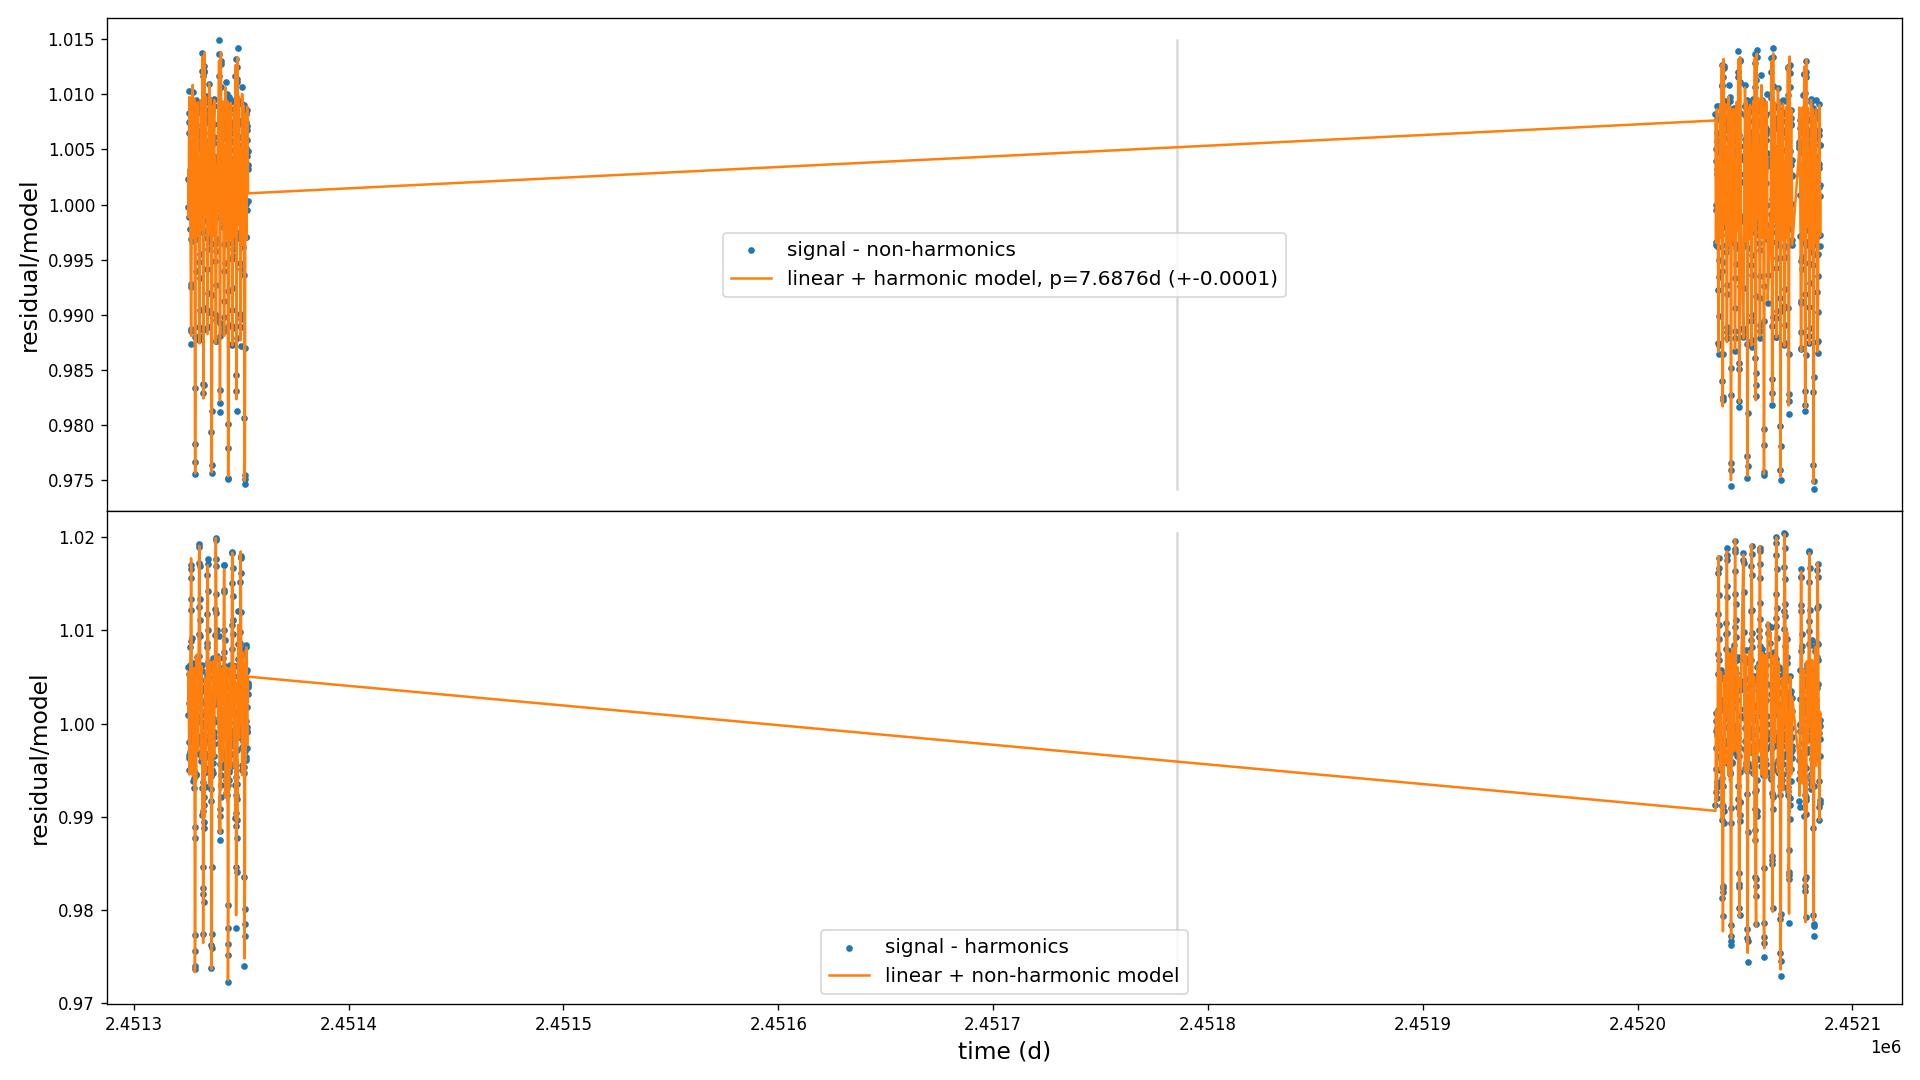 1.015
1.010
1.005
1.000
0.995
0.990
0.985
0.980
0.975
residual/model
signal - non-harmonics
linear + harmonic model, p=7.6876d (+-0.0001)
1.02
1.01
1.00
0.99
0.98
0.97
residual/model
signal - harmonics
linear + non-harmonic model
2.4513 2.4514 2.4515 2.4516 2.4517 2.4518 2.4519 2.4520 2.4521
1e6
time (d)